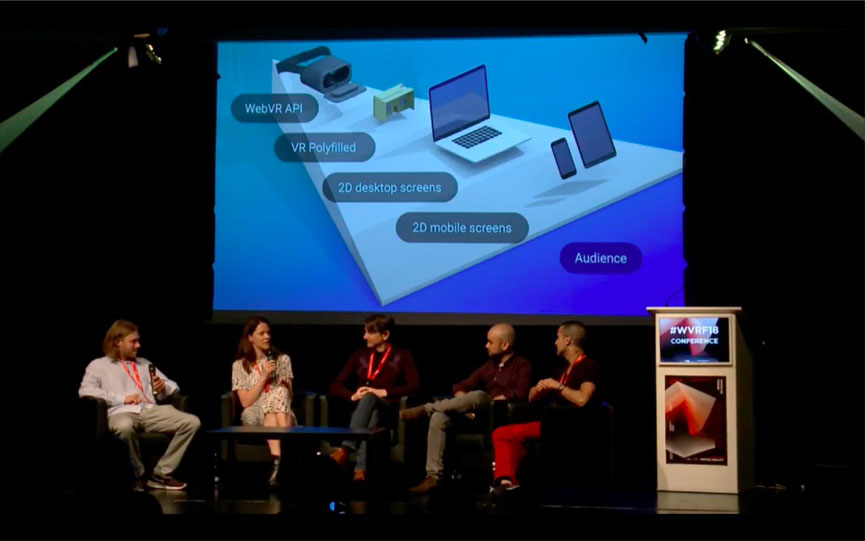 WebVR API
VR Polyfilled
2D desktop screens
2D mobile screens
Audience
#WVRF18
CONFERENCE